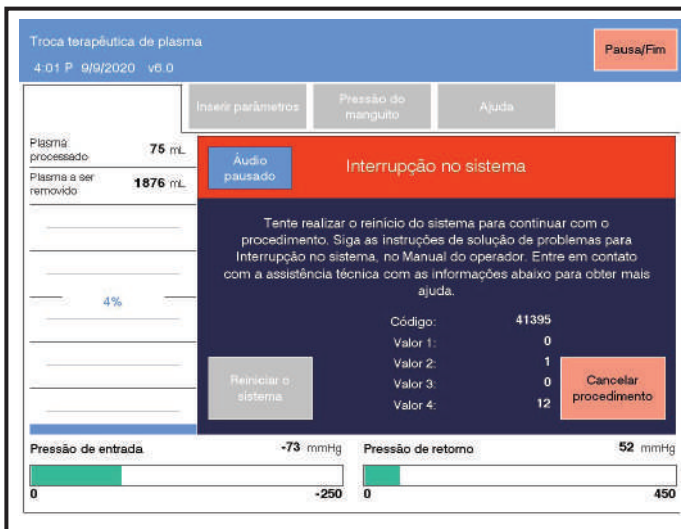 Troca terapêutica de plasma
Pausa/Fim
4:01 P 9/9/2020 v6.0
Inserir parâmetros
Pressão do
manguito
Ajuda
Plasma
processado
75 mL
Plasma a ser
removido
1876 mL
4%
Áudio
pausado
Interrupção no sistema
Tente realizar o reinício do sistema para continuar com o
procedimento. Siga as instruções de solução de problemas para
Interrupção no sistema, no Manual do operador. Entre em contato
com a assistência técnica com as informações abaixo para obter mais
ajuda.
Código: 41395
Valor 1: 0
Valor 2: 1
Valor 3: 0
Valor 4: 12
Reiniciar o
sistema
Cancelar
procedimento
Pressão de entrada -73 mmHg
0 -250
Pressão de retorno 52 mmHg
0 450